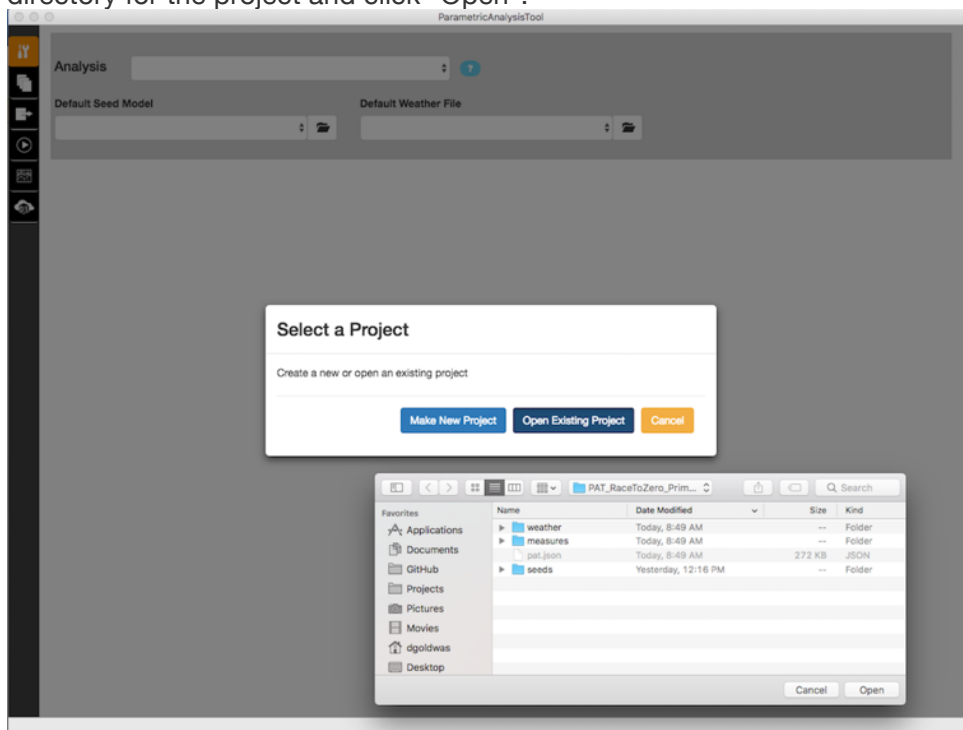 directory for the project and click "Open".
ParametricAnalysisTool
Analysis
?
Default Seed Model
Default Weather File
Select a Project
Create a new or open an existing project
Make New Project
Open Existing Project
Cancel
PAT_RaceToZero_Prim...
Search
Favorites
Name
Date Modified
Size
Kind
Applications
weather
Today, 8:49 AM
--
Folder
Documents
measures
Today, 8:49 AM
--
Folder
pat.json
Today, 8:49 AM
272 KB
JSON
GitHub
seeds
Yesterday, 12:16 PM
--
Folder
Projects
Pictures
Movies
dgoldwas
Desktop
Cancel
Open